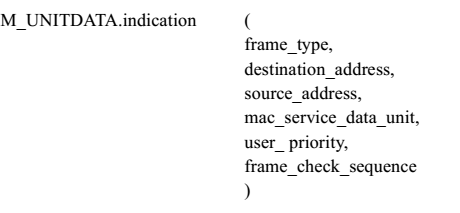 M_UNITDATA.indication (
frame_type,
destination_address,
source_address,
mac_service_data_unit,
user_ priority,
frame_check_sequence
)